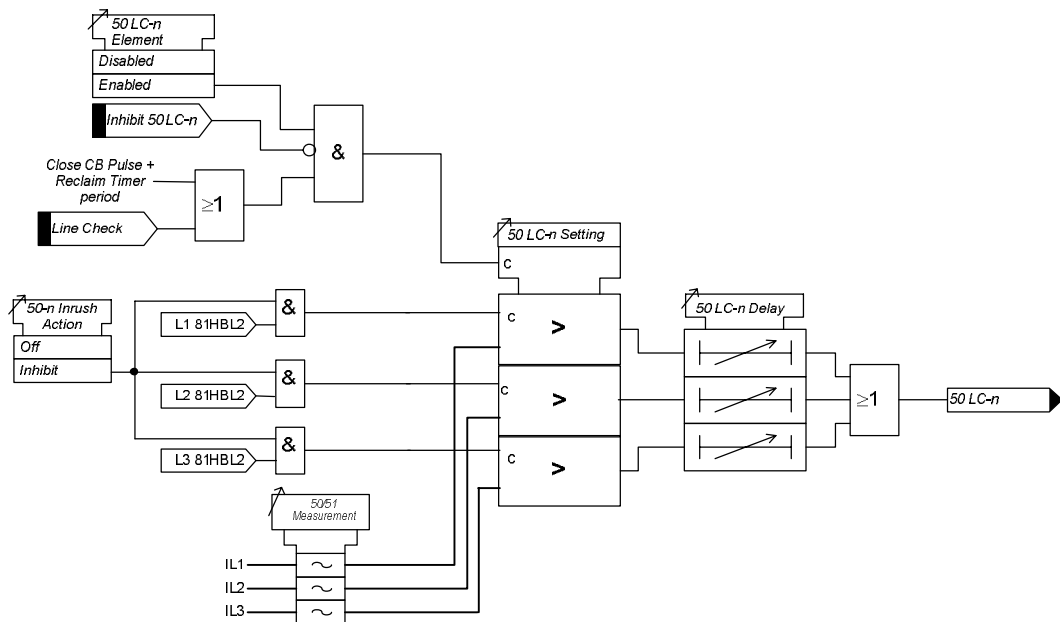 50 LC-n
Element
Disabled
Enabled
Inhibit 50 LC-n
&
Close CB Pulse +
Reclaim Timer
period
≥1
Line Check
50 LC-n Setting
c
50-n Inrush
Action
Off
Inhibit
&
L1 81HBL2
c
>
50 LC-n Delay
&
L2 81HBL2
c
>
≥1
50 LC-n
&
L3 81HBL2
c
>
50/51
Measurement
IL1
~
IL2
~
IL3
~